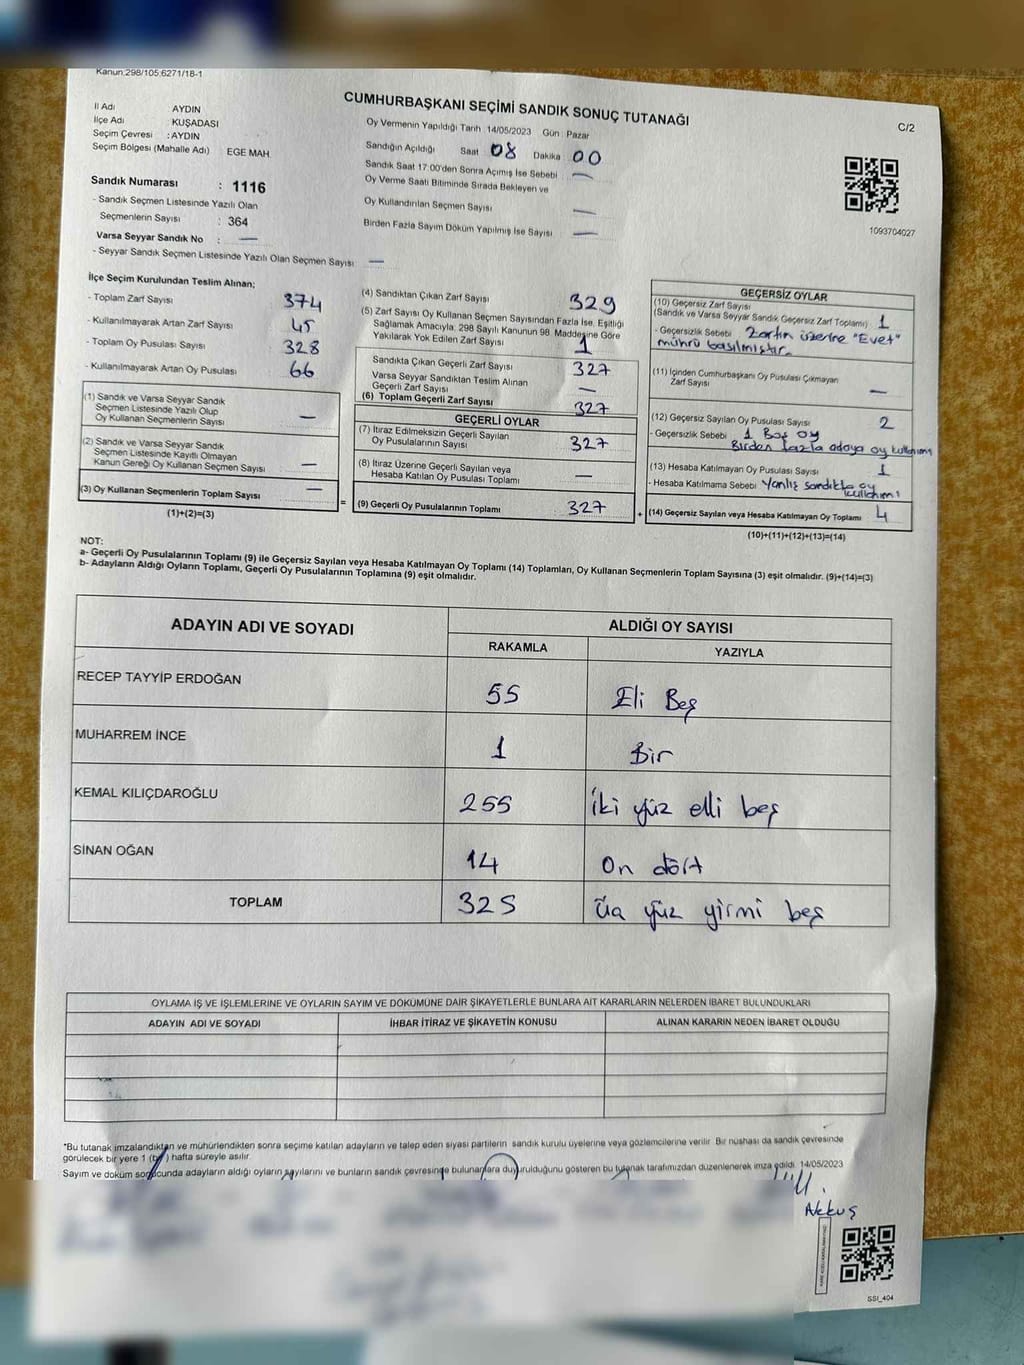 Kanun:298/105;6271/18-1
CUMHURBAŞKANI SEÇİMİ SANDIK SONUÇ TUTANAĞI
C/2
İl Adı AYDIN
İlçe Adı : KUŞADASI
Seçim Çevresi : AYDIN
Seçim Bölgesi (Mahalle Adı) EGE MAH.
Sandık Numarası : 1116
- Sandık Seçmen Listesinde Yazılı Olan
Seçmenlerin Sayısı : 364
Varsa Seyyar Sandık No : —
- Seyyar Sandık Seçmen Listesinde Yazılı Olan Seçmen Sayısı —
Oy Vermenin Yapıldığı Tarih 14/05/2023 Gün : Pazar
Sandığın Açıldığı Saat 08 Dakika 00
Sandık Saat 17:00'den Sonra Açımış İse Sebebi —
Oy Verme Saati Bitiminde Sırada Bekleyen ve
Oy Kullandırılan Seçmen Sayısı —
Birden Fazla Sayım Döküm Yapılmış İse Sayısı —
1093704027
İlçe Seçim Kurulundan Teslim Alınan;
- Toplam Zarf Sayısı 374
- Kullanılmayarak Artan Zarf Sayısı 45
- Toplam Oy Pusulası Sayısı 328
- Kullanılmayarak Artan Oy Pusulası 66
(1) Sandık ve Varsa Seyyar Sandık
Seçmen Listesinde Yazılı Olup
Oy Kullanan Seçmenlerin Sayısı —
(2) Sandık ve Varsa Seyyar Sandık
Seçmen Listesinde Kayıtlı Olmayan
Kanun Gereği Oy Kullanan Seçmen Sayısı —
(3) Oy Kullanan Seçmenlerin Toplam Sayısı —
(1)+(2)=(3)
=
(4) Sandıktan Çıkan Zarf Sayısı 329
(5) Zarf Sayısı Oy Kullanan Seçmen Sayısından Fazla İse, Eşitliği
Sağlamak Amacıyla, 298 Sayılı Kanunun 98. Maddesine Göre
Yakılarak Yok Edilen Zarf Sayısı 1
Sandıkta Çıkan Geçerli Zarf Sayısı 327
Varsa Seyyar Sandıktan Teslim Alınan
Geçerli Zarf Sayısı —
(6) Toplam Geçerli Zarf Sayısı 327
GEÇERLİ OYLAR
(7) İtiraz Edilmeksizin Geçerli Sayılan
Oy Pusulalarının Sayısı 327
(8) İtiraz Üzerine Geçerli Sayılan veya
Hesaba Katılan Oy Pusulası Toplamı —
(9) Geçerli Oy Pusulalarının Toplamı 327
+
GEÇERSİZ OYLAR
(10) Geçersiz Zarf Sayısı
(Sandık ve Varsa Seyyar Sandık Geçersiz Zarf Toplamı) 1
- Geçersizlik Sebebi Zarfın üzerine "Evet"
mührü basılmıştır.
(11) İçinden Cumhurbaşkanı Oy Pusulası Çıkmayan
Zarf Sayısı —
(12) Geçersiz Sayılan Oy Pusulası Sayısı 2
- Geçersizlik Sebebi 1 Boş oy
Birden fazla adaya oy kullanımı
(13) Hesaba Katılmayan Oy Pusulası Sayısı 1
- Hesaba Katılmama Sebebi Yanlış sandıkta oy
kullanımı
(14) Geçersiz Sayılan veya Hesaba Katılmayan Oy Toplamı 4
(10)+(11)+(12)+(13)=(14)
NOT:
a- Geçerli Oy Pusulalarının Toplamı (9) ile Geçersiz Sayılan veya Hesaba Katılmayan Oy Toplamı (14) Toplamları, Oy Kullanan Seçmenlerin Toplam Sayısına (3) eşit olmalıdır. (9)+(14)=(3)
b- Adayların Aldığı Oyların Toplamı, Geçerli Oy Pusulalarının Toplamına (9) eşit olmalıdır.
ADAYIN ADI VE SOYADI ALDIĞI OY SAYISI
RAKAMLA YAZIYLA
RECEP TAYYİP ERDOĞAN 55 Eli Beş
MUHARREM İNCE 1 Bir
KEMAL KILIÇDAROĞLU 255 İki yüz elli beş
SİNAN OĞAN 14 On dört
TOPLAM 325 Üç yüz yirmi beş
OYLAMA İŞ VE İŞLEMLERİNE VE OYLARIN SAYIM VE DÖKÜMÜNE DAİR ŞİKAYETLERLE BUNLARA AİT KARARLARIN NELERDEN İBARET BULUNDUKLARI
ADAYIN ADI VE SOYADI İHBAR İTİRAZ VE ŞİKAYETİN KONUSU ALINAN KARARIN NEDEN İBARET OLDUĞU
*Bu tutanak imzalandıktan ve mühürlendikten sonra seçime katılan adayların ve talep eden siyasi partilerin sandık kurulu üyelerine veya gözlemcilerine verilir. Bir nüshası da sandık çevresinde
görülecek bir yere 1 (bir) hafta süreyle asılır.
Sayım ve döküm sonucunda adayların aldığı oyların sayılarını ve bunların sandık çevresinde bulunanlara duyurulduğunu gösteren bu tutanak tarafımızdan düzenlenerek imza edildi. 14/05/2023
Akkuş
SSI_404